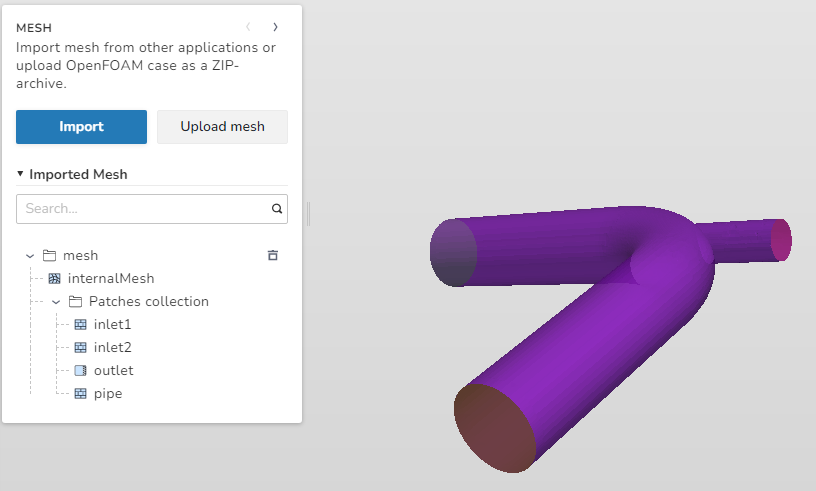 MESH
Import mesh from other applications or
upload OpenFOAM case as a ZIP-
archive.
Import
Upload mesh
Imported Mesh
Search...
mesh
internalMesh
Patches collection
inlet1
inlet2
outlet
pipe